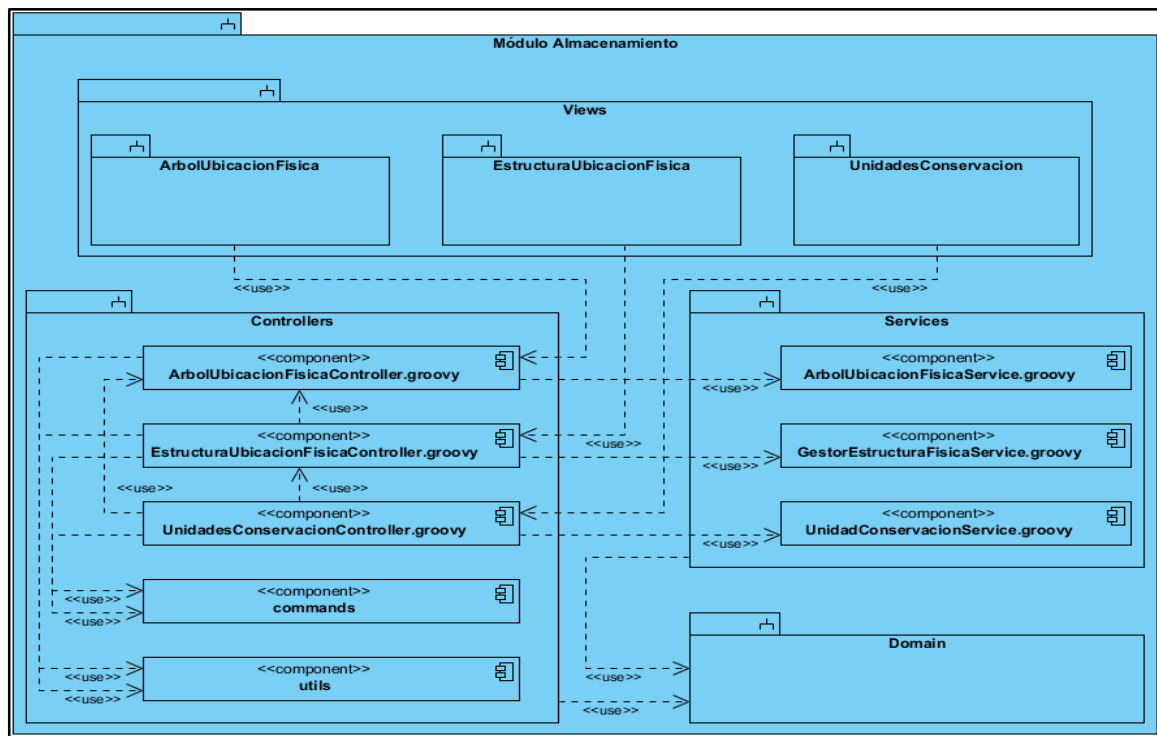 Módulo Almacenamiento
Views
ArbolUbicacionFisica
EstructuraUbicacionFisica
UnidadesConservacion
<<use>>
<<use>>
Controllers
Services
<<component>>
ArbolUbicacionFisicaController.groovy
<<component>>
ArbolUbicacionFisicaService.groovy
<<use>>
<<use>>
<<component>>
EstructuraUbicacionFisicaController.groovy
<<use>>
<<component>>
GestorEstructuraFisicaService.groovy
<<use>>
<<use>>
<<use>>
<<component>>
UnidadesConservacionController.groovy
<<component>>
UnidadConservacionService.groovy
<<use>>
<<component>>
commands
<<use>>
<<use>>
Domain
<<component>>
utils
<<use>>
<<use>>
<<use>>
<<use>>